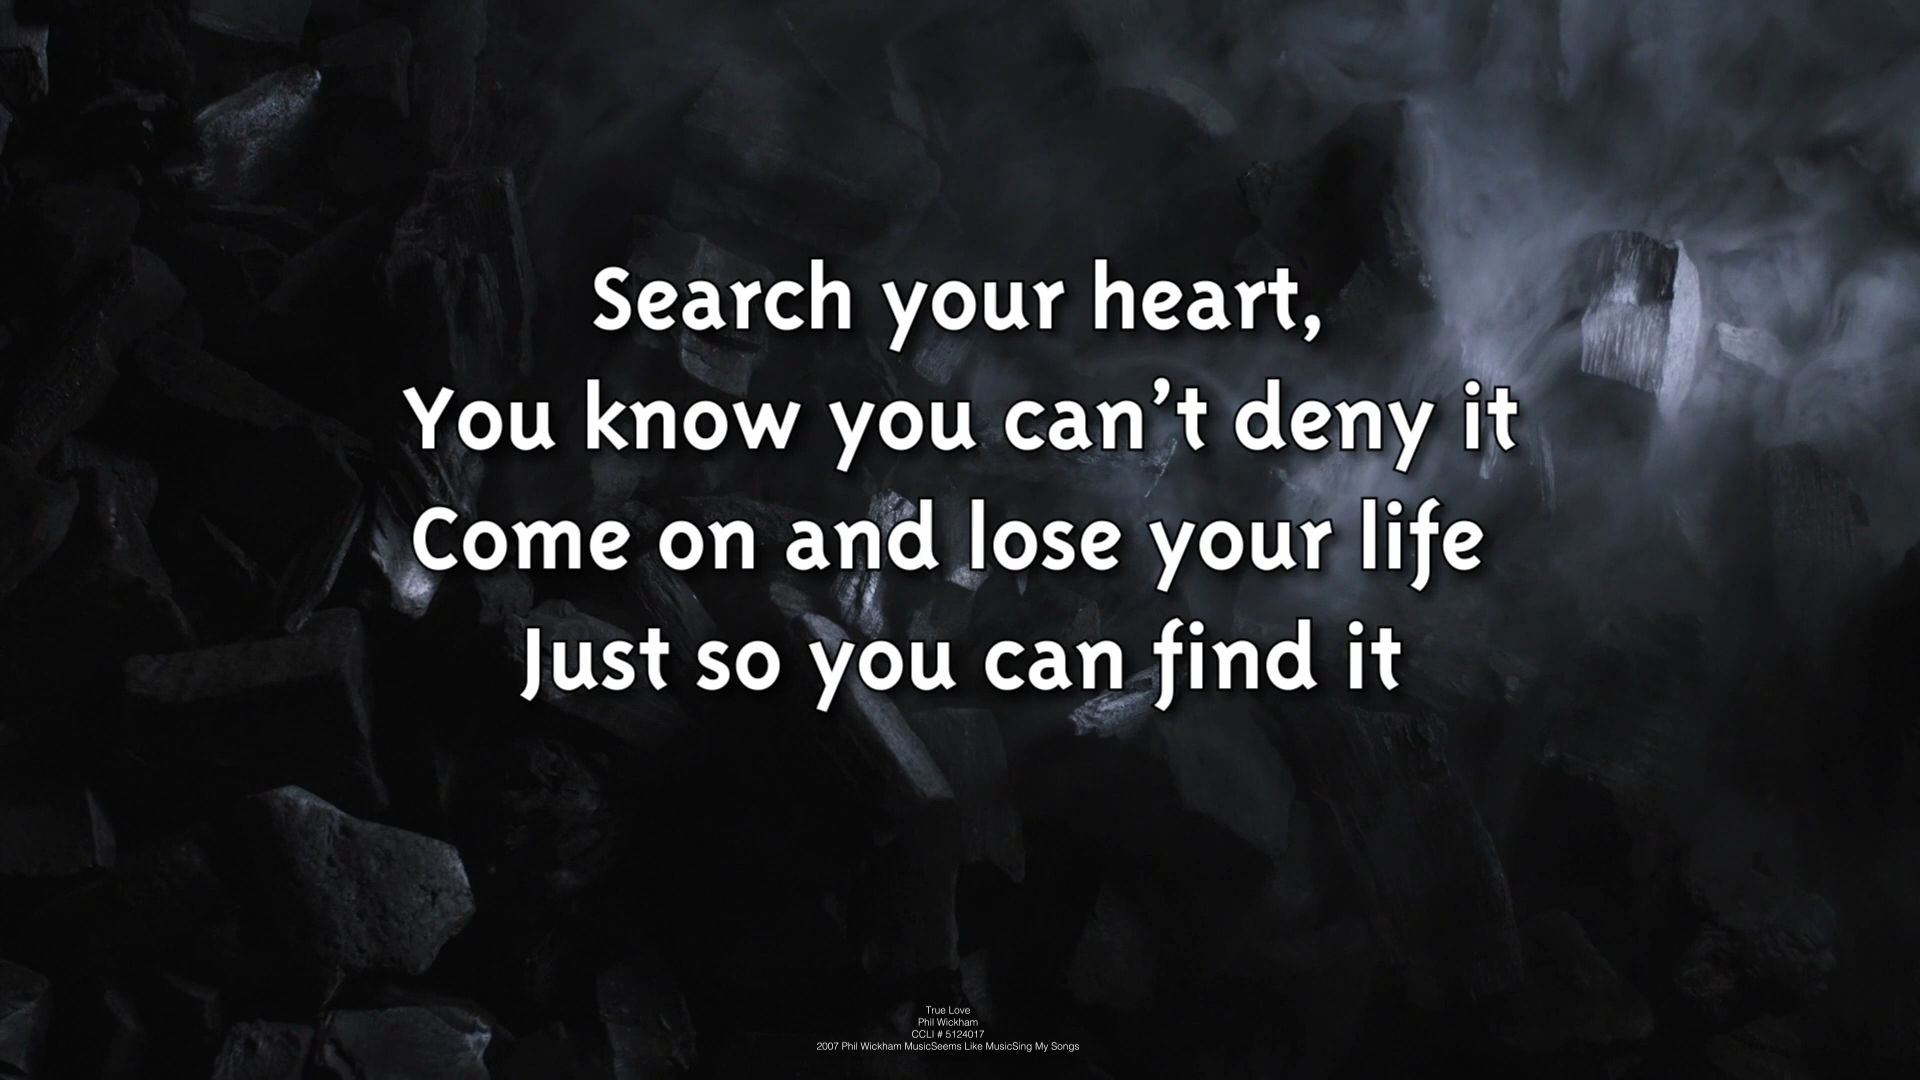 Search your heart,
You know you can’t deny it
Come on and lose your life
Just so you can find it
True Love
Phil Wickham
CCLI # 5124017
2007 Phil Wickham MusicSeems Like MusicSing My Songs